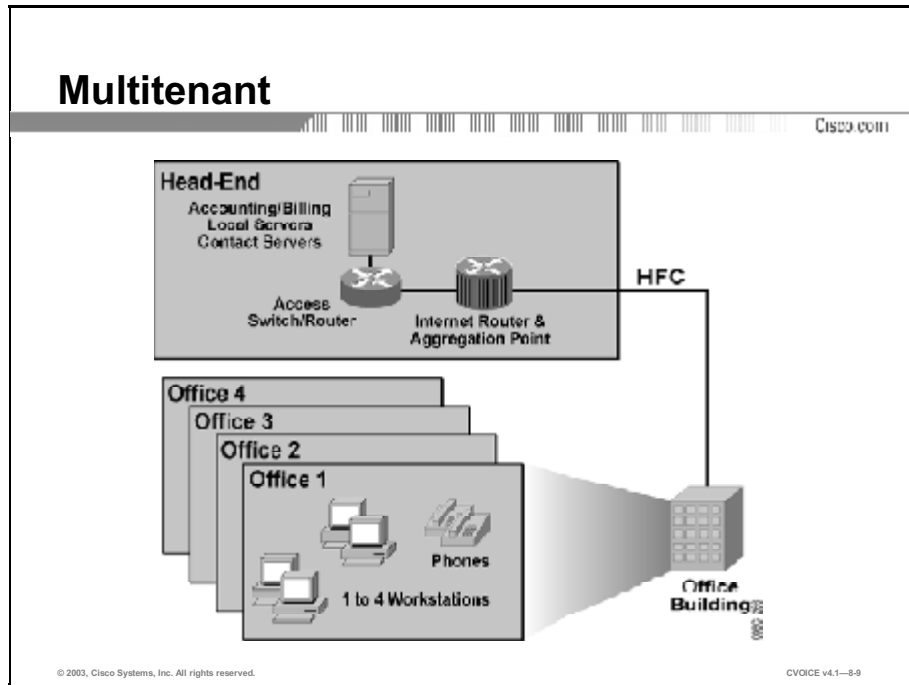 Multitenant
Cisco.com
Head-End
Accounting/Billing
Local Servers
Contact Servers
Access
Switch/Router
Internet Router &
Aggregation Point
HFC
Office 4
Office 3
Office 2
Office 1
Phones
1 to 4 Workstations
Office
Building
© 2003, Cisco Systems, Inc. All rights reserved.
CVOICE v4.1—8-9